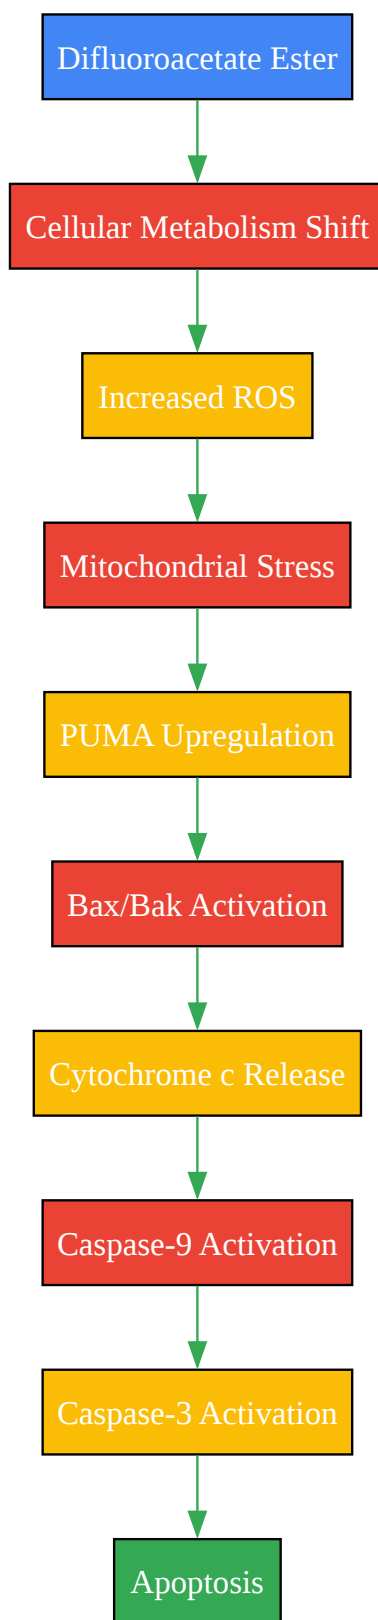 Difluoroacetate Ester
Cellular Metabolism Shift
Increased ROS
Mitochondrial Stress
PUMA Upregulation
Bax/Bak Activation
Cytochrome c Release
Caspase-9 Activation
Caspase-3 Activation
Apoptosis